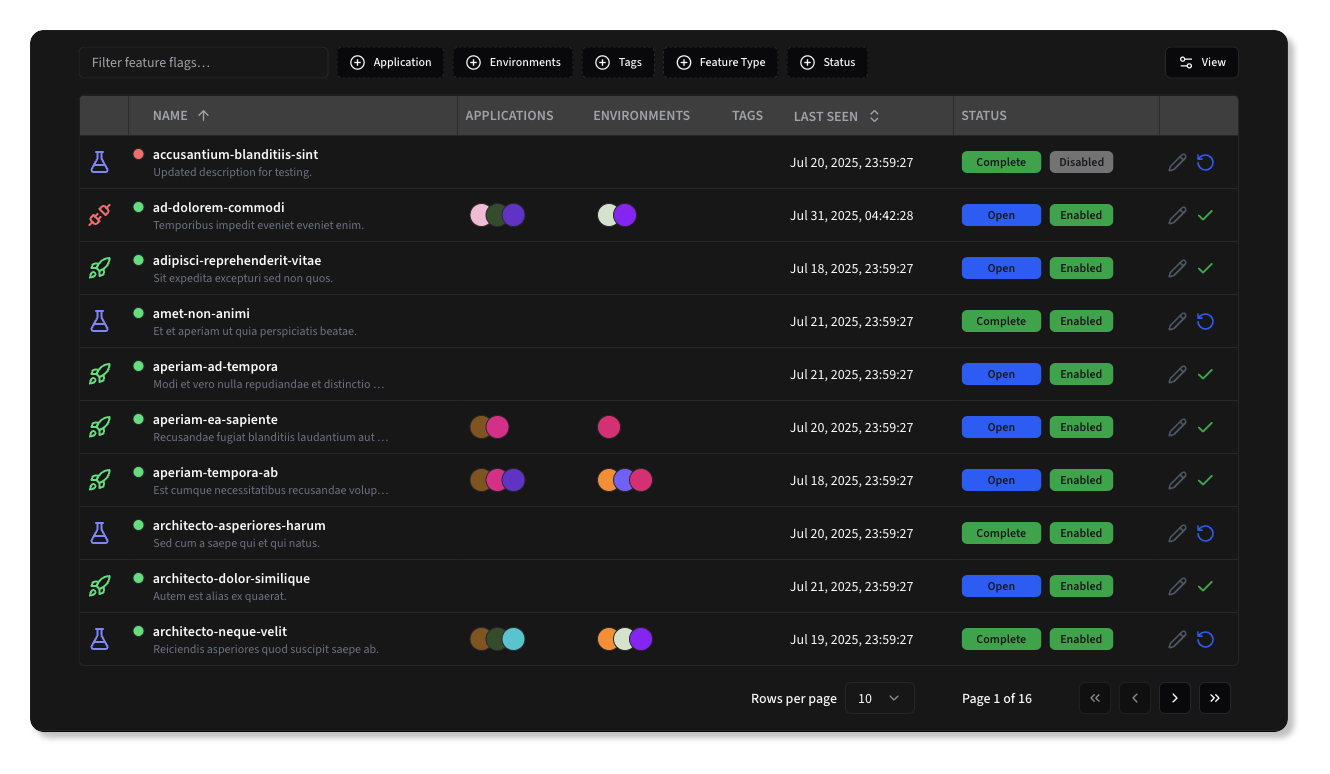 Filter feature flags…
Application
Environments
Tags
Feature Type
Status
View
NAME APPLICATIONS ENVIRONMENTS TAGS LAST SEEN STATUS
accusantium-blanditiis-sint
Updated description for testing.
Jul 20, 2025, 23:59:27 Complete Disabled
ad-dolorem-commodi
Temporibus impedit eveniet eveniet enim.
Jul 31, 2025, 04:42:28 Open Enabled
adipisci-reprehenderit-vitae
Sit expedita excepturi sed non quos.
Jul 18, 2025, 23:59:27 Open Enabled
amet-non-animi
Et et aperiam ut quia perspiciatis beatae.
Jul 21, 2025, 23:59:27 Complete Enabled
aperiam-ad-tempora
Modi et vero nulla repudiandae et distinctio …
Jul 21, 2025, 23:59:27 Open Enabled
aperiam-ea-sapiente
Recusandae fugiat blanditiis laudantium aut …
Jul 20, 2025, 23:59:27 Open Enabled
aperiam-tempora-ab
Est cumque necessitatibus recusandae volup…
Jul 18, 2025, 23:59:27 Open Enabled
architecto-asperiores-harum
Sed cum a saepe qui et qui natus.
Jul 20, 2025, 23:59:27 Complete Enabled
architecto-dolor-similique
Autem est alias ex quaerat.
Jul 21, 2025, 23:59:27 Open Enabled
architecto-neque-velit
Reiciendis asperiores quod suscipit saepe ab.
Jul 19, 2025, 23:59:27 Complete Enabled
Rows per page 10 Page 1 of 16